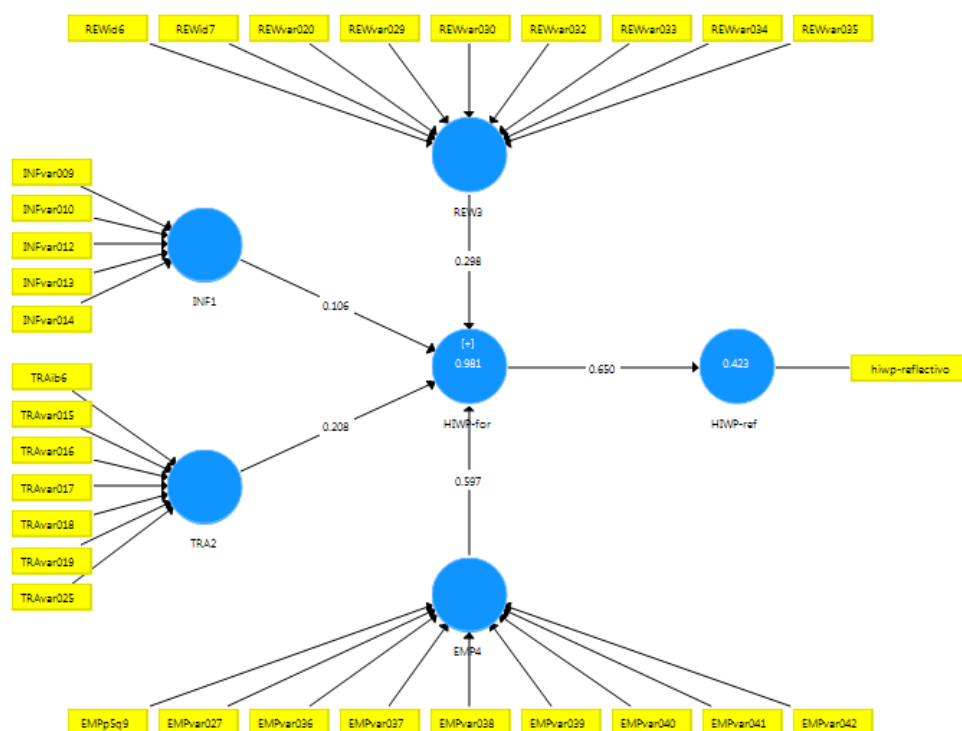 REWid6 REWid7 REWvar020 REWvar029 REWvar030 REWvar032 REWvar033 REWvar034 REWvar035
INFvar009
INFvar010
INFvar012
INFvar013
INFvar014
INF1
REW3
0.298
0.106
[+]
0.981
HIWP-for
0.650
0.423
HIWP-ref
hiwp-reflectivo
TRAib6
TRAvar015
TRAvar016
TRAvar017
TRAvar018
TRAvar019
TRAvar025
TRA2
0.208
0.597
EMP4
EMPp5q9 EMPvar027 EMPvar036 EMPvar037 EMPvar038 EMPvar039 EMPvar040 EMPvar041 EMPvar042